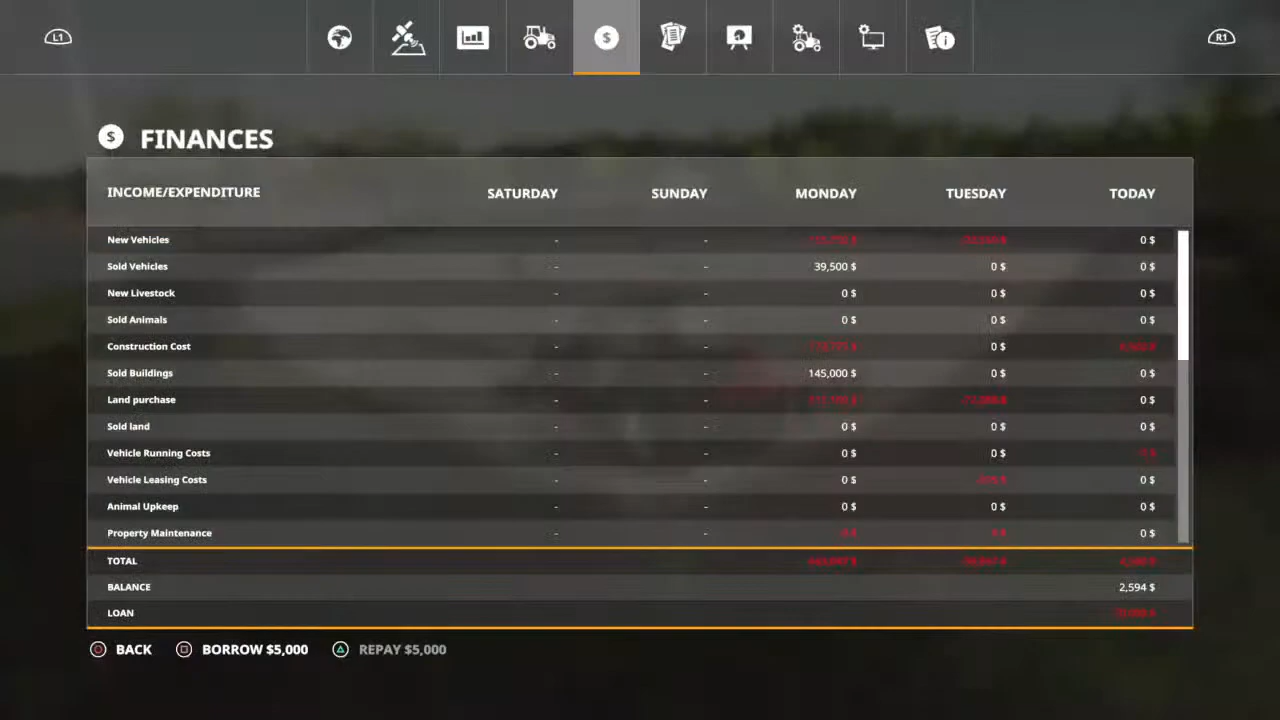 L1
R1
$ FINANCES
INCOME/EXPENDITURE SATURDAY SUNDAY MONDAY TUESDAY TODAY
New Vehicles - - 0 $
Sold Vehicles - - 39,500 $ 0 $ 0 $
New Livestock - - 0 $ 0 $ 0 $
Sold Animals - - 0 $ 0 $ 0 $
Construction Cost - - 0 $
Sold Buildings - - 145,000 $ 0 $ 0 $
Land purchase - - 0 $
Sold land - - 0 $ 0 $ 0 $
Vehicle Running Costs - - 0 $ 0 $
Vehicle Leasing Costs - - 0 $ 0 $
Animal Upkeep - - 0 $ 0 $ 0 $
Property Maintenance - - 0 $
TOTAL
BALANCE 2,594 $
LOAN
BACK BORROW $5,000 REPAY $5,000